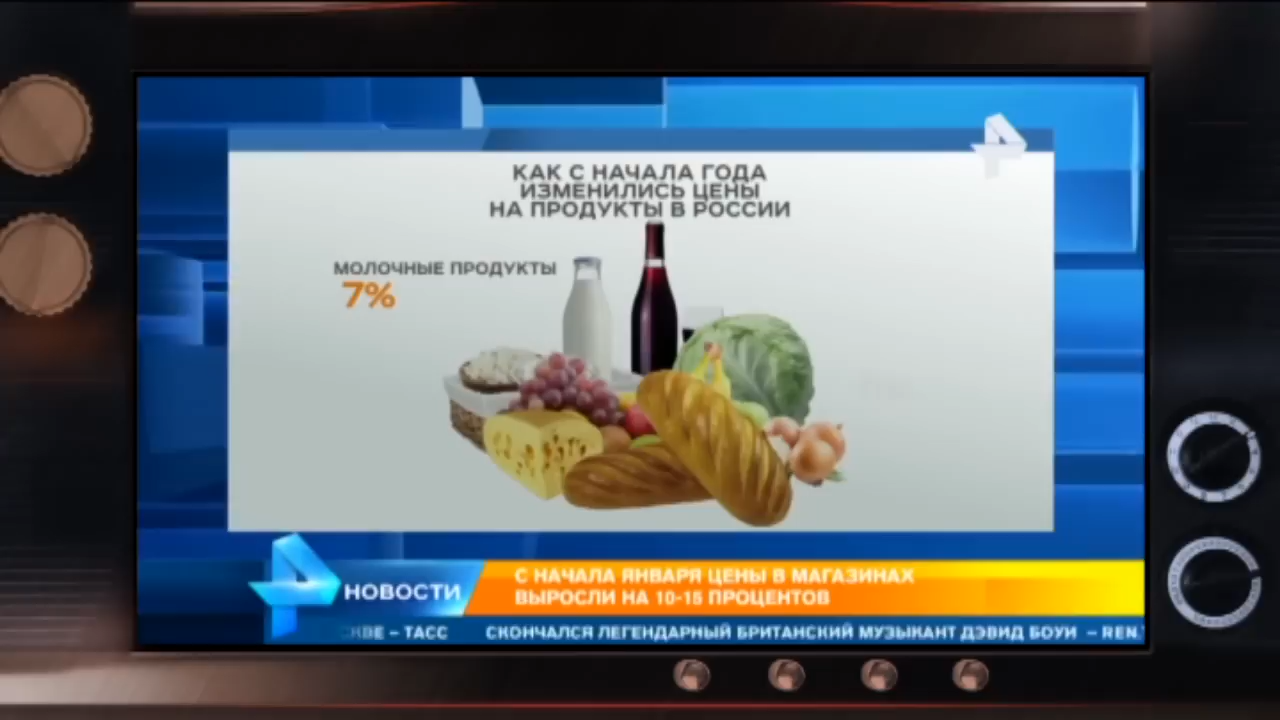 КАК С НАЧАЛА ГОДА
ИЗМЕНИЛИСЬ ЦЕНЫ
НА ПРОДУКТЫ В РОССИИ
МОЛОЧНЫЕ ПРОДУКТЫ
7%
НОВОСТИ
С НАЧАЛА ЯНВАРЯ ЦЕНЫ В МАГАЗИНАХ
ВЫРОСЛИ НА 10-15 ПРОЦЕНТОВ
– ТАСС СКОНЧАЛСЯ ЛЕГЕНДАРНЫЙ БРИТАНСКИЙ МУЗЫКАНТ ДЭВИД БОУИ – REN.